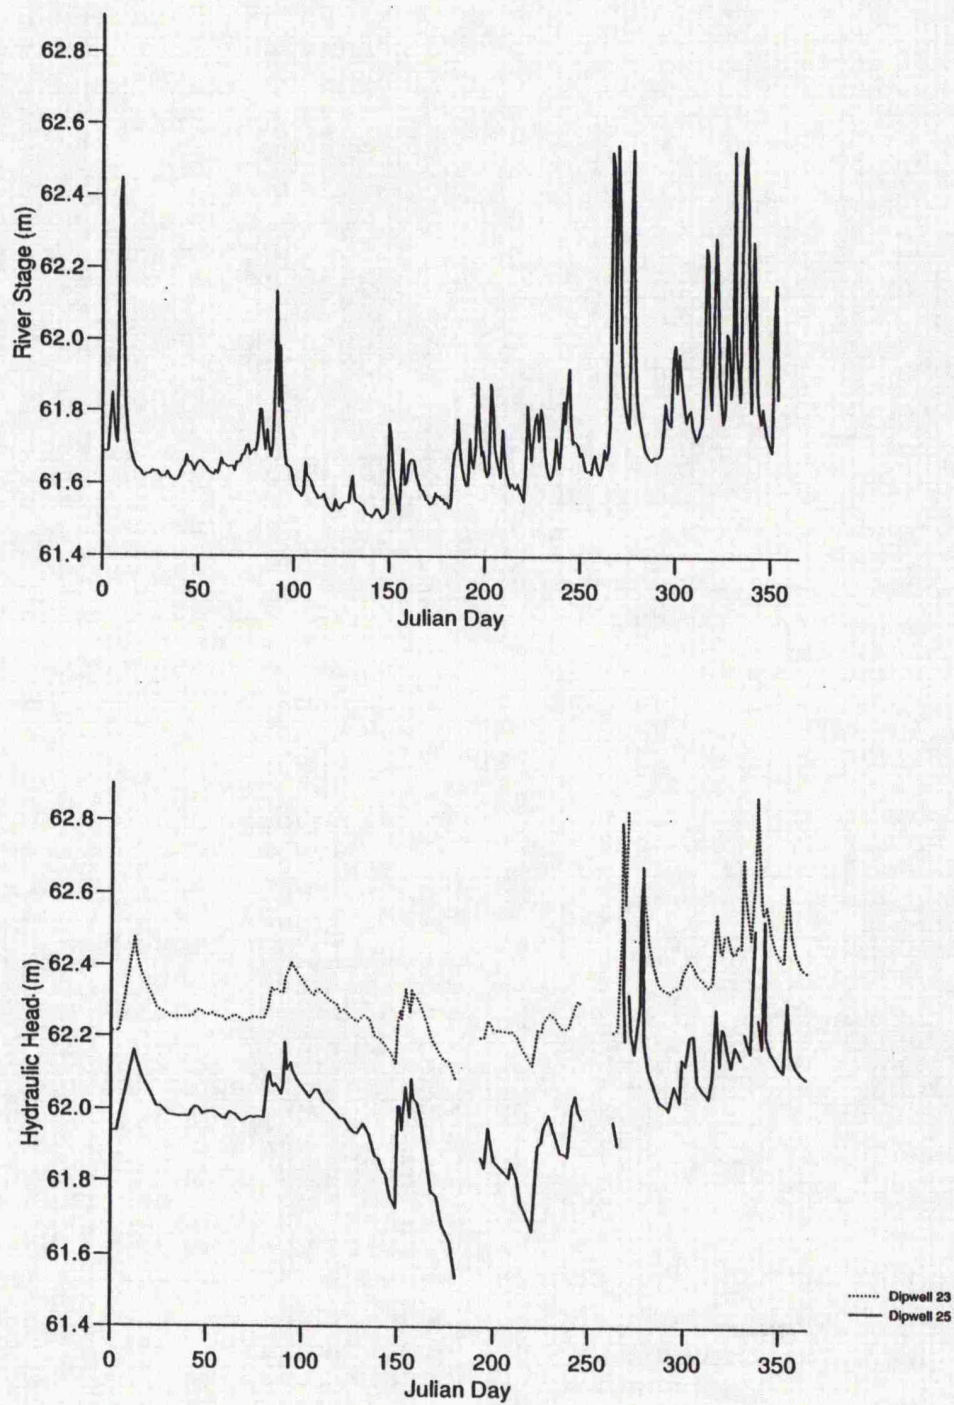 River Stage (m)
62.8
62.6
62.4
62.2
62.0
61.8
61.6
61.4
0 50 100 150 200 250 300 350
Julian Day
Hydraulic Head (m)
62.8
62.6
62.4
62.2
62.0
61.8
61.6
61.4
0 50 100 150 200 250 300 350
Julian Day
Dipwell 23
Dipwell 25